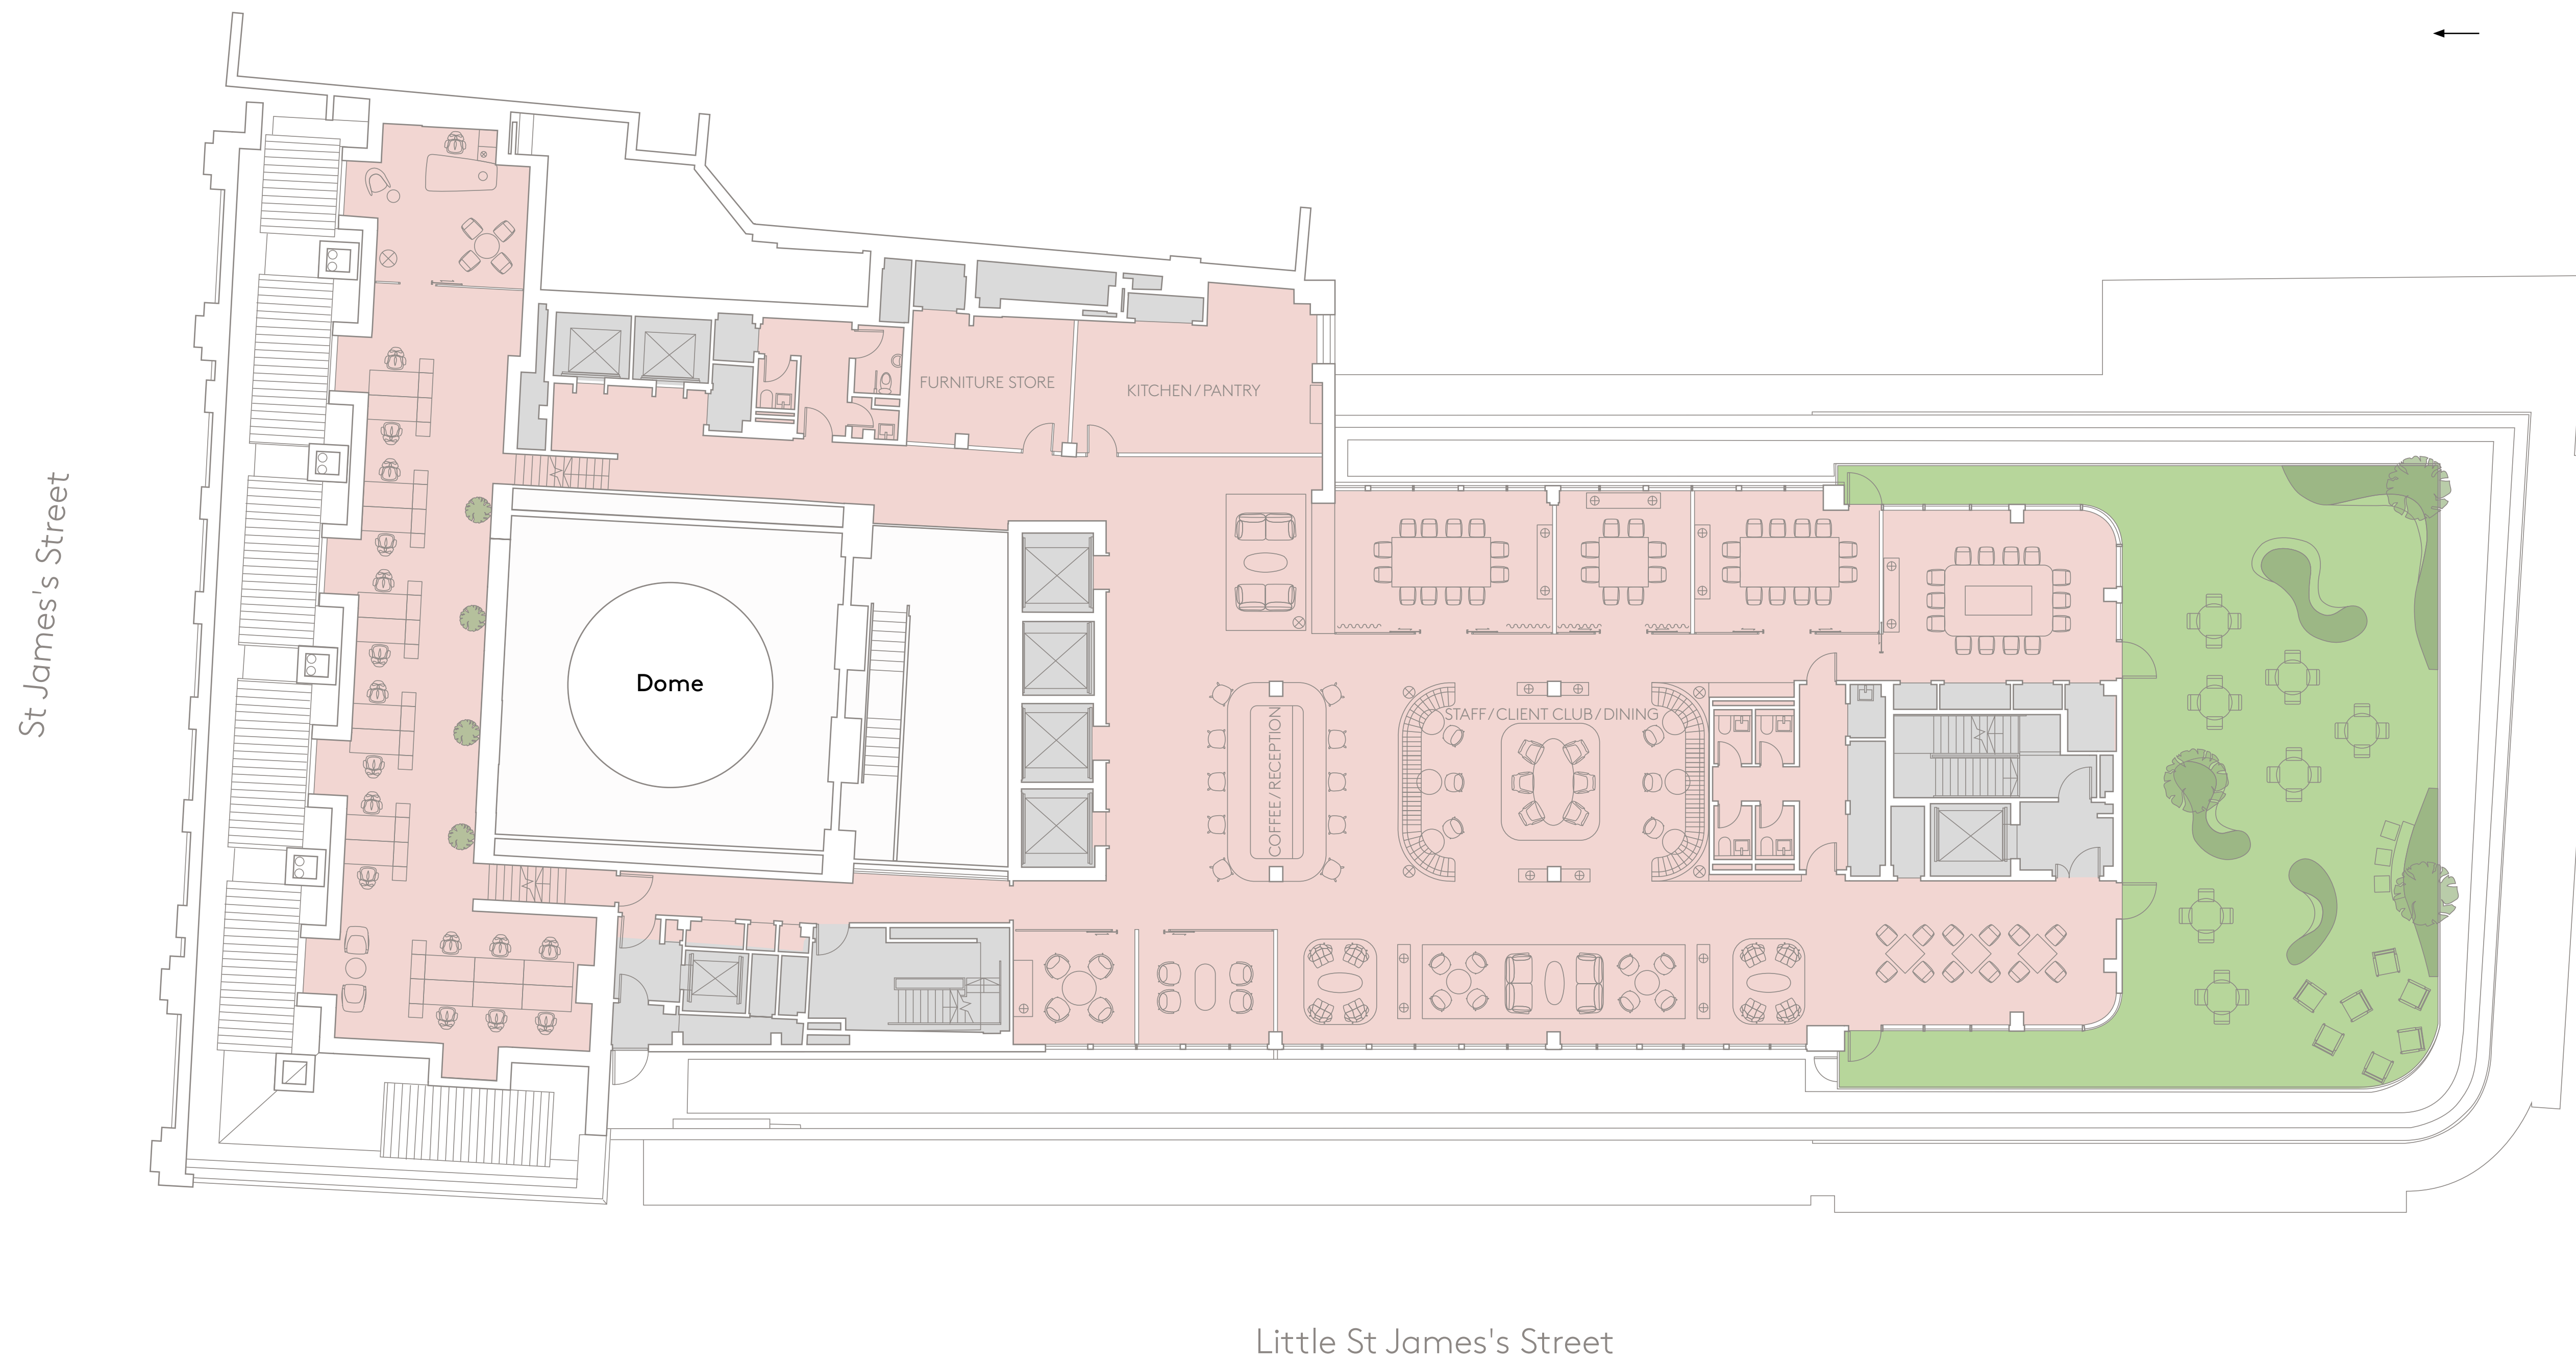 FURNITURE STORE
KITCHEN/PANTRY
St James's Street
Dome
STAFF/CLIENT CLUB/DINING
COFFEE/RECEPTION
Little St James's Street